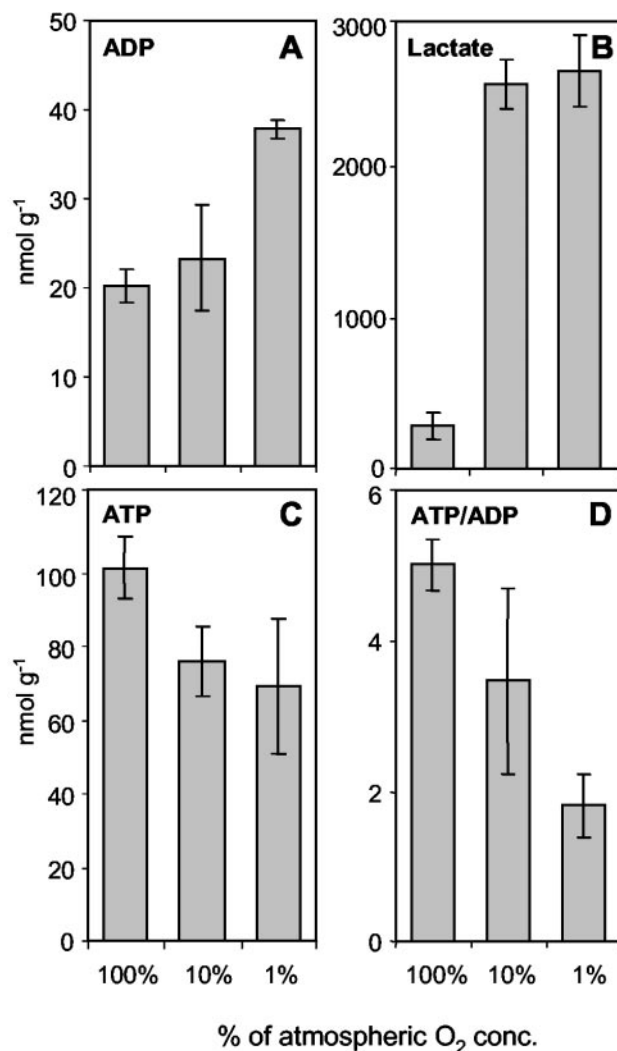 ADP A
50
40
30
20
10
0
nmol g⁻¹
Lactate B
3000
2000
1000
0
ATP C
120
100
80
60
40
20
0
nmol g⁻¹
100% 10% 1%
ATP/ADP D
6
4
2
0
100% 10% 1%
% of atmospheric O₂ conc.